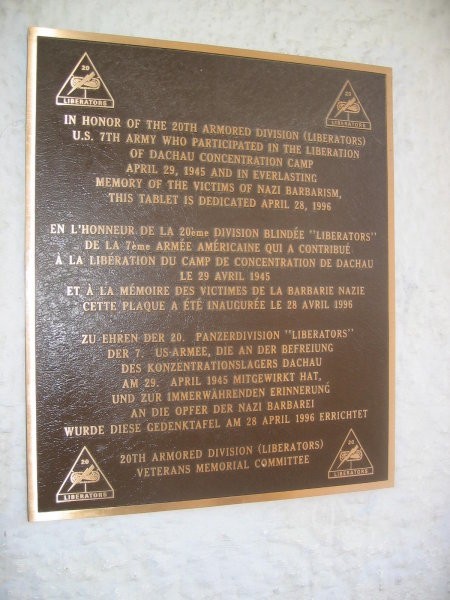 20
LIBERATORS
20
LIBERATORS
IN HONOR OF THE 20TH ARMORED DIVISION (LIBERATORS)
U.S. 7TH ARMY WHO PARTICIPATED IN THE LIBERATION
OF DACHAU CONCENTRATION CAMP
APRIL 29, 1945 AND IN EVERLASTING
MEMORY OF THE VICTIMS OF NAZI BARBARISM,
THIS TABLET IS DEDICATED APRIL 28, 1996
EN L'HONNEUR DE LA 20ème DIVISION BLINDÉE "LIBERATORS"
DE LA 7ème ARMÉE AMÉRICAINE QUI A CONTRIBUÉ
À LA LIBÉRATION DU CAMP DE CONCENTRATION DE DACHAU
LE 29 AVRIL 1945
ET À LA MÉMOIRE DES VICTIMES DE LA BARBARIE NAZIE
CETTE PLAQUE A ÉTÉ INAUGURÉE LE 28 AVRIL 1996
ZU EHREN DER 20. PANZERDIVISION "LIBERATORS"
DER 7. US-ARMEE, DIE AN DER BEFREIUNG
DES KONZENTRATIONSLAGERS DACHAU
AM 29. APRIL 1945 MITGEWIRKT HAT,
UND ZUR IMMERWÄHRENDEN ERINNERUNG
AN DIE OPFER DER NAZI BARBAREI
WURDE DIESE GEDENKTAFEL AM 28 APRIL 1996 ERRICHTET
20TH ARMORED DIVISION (LIBERATORS)
VETERANS MEMORIAL COMMITTEE
20
LIBERATORS
20
LIBERATORS